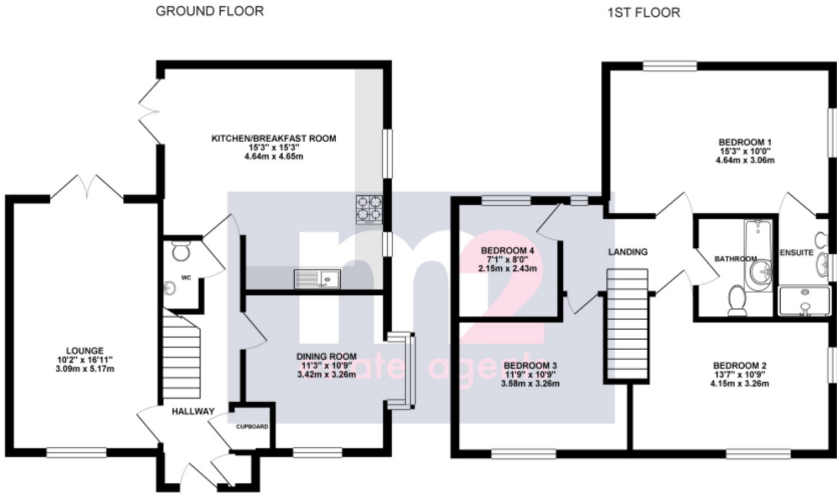 GROUND FLOOR
1ST FLOOR
KITCHEN/BREAKFAST ROOM
15'3" x 15'3"
4.64m x 4.65m
WC
LOUNGE
10'2" x 16'11"
3.09m x 5.17m
HALLWAY
CUPBOARD
DINING ROOM
11'3" x 10'9"
3.42m x 3.26m
BEDROOM 1
15'3" x 10'0"
4.64m x 3.06m
BEDROOM 4
7'1" x 8'0"
2.15m x 2.43m
LANDING
BATHROOM
ENSUITE
BEDROOM 3
11'9" x 10'9"
3.58m x 3.26m
BEDROOM 2
13'7" x 10'9"
4.15m x 3.26m
m2
estate agents